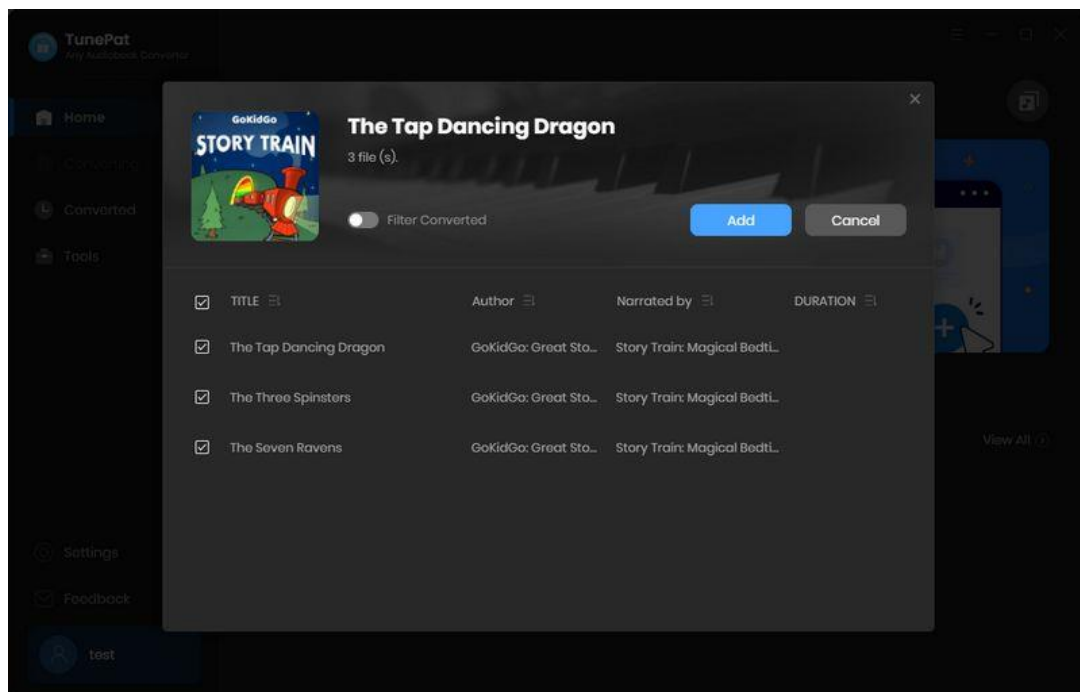 TunePat
Any Audiobook Converter
Home
Converting
Converted
Tools
Settings
Feedback
test
GoKidGo
STORY TRAIN
The Tap Dancing Dragon
3 file (s).
Filter Converted
Add
Cancel
TITLE Author Narrated by DURATION
The Tap Dancing Dragon GoKidGo: Great Sto... Story Train: Magical Bedti...
The Three Spinsters GoKidGo: Great Sto... Story Train: Magical Bedti...
The Seven Ravens GoKidGo: Great Sto... Story Train: Magical Bedti...
View All